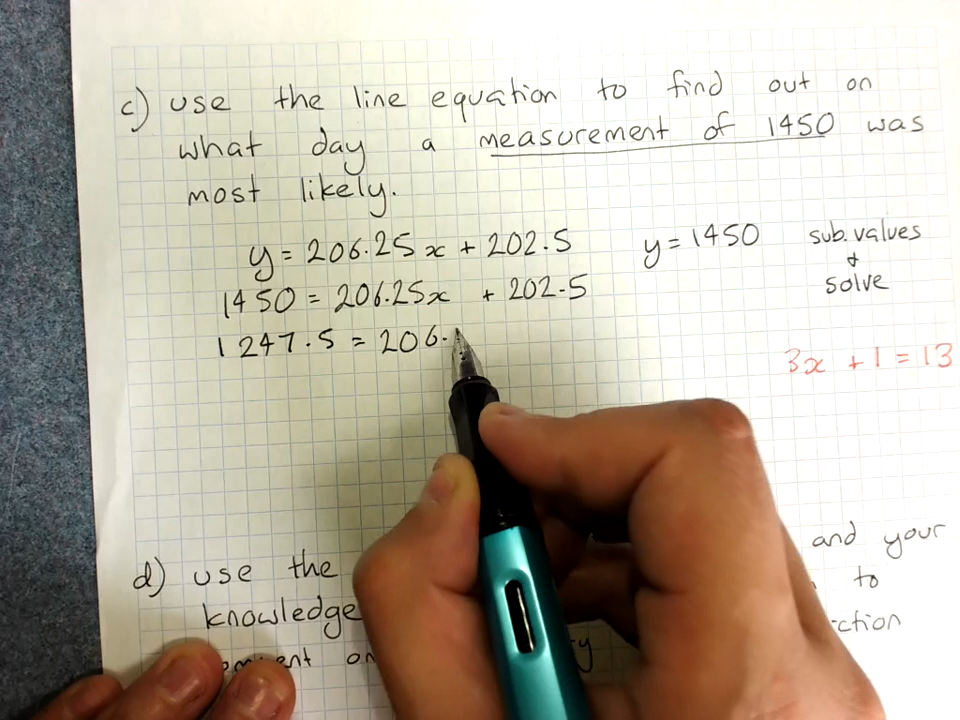 c) use the line equation to find out on
what day a measurement of 1450 was
most likely.
y = 206.25x + 202.5 y = 1450 sub. values
&
1450 = 206.25x + 202.5 solve
1247.5 = 206.
3x + 1 = 13
and your
d) use the to
knowledge
on